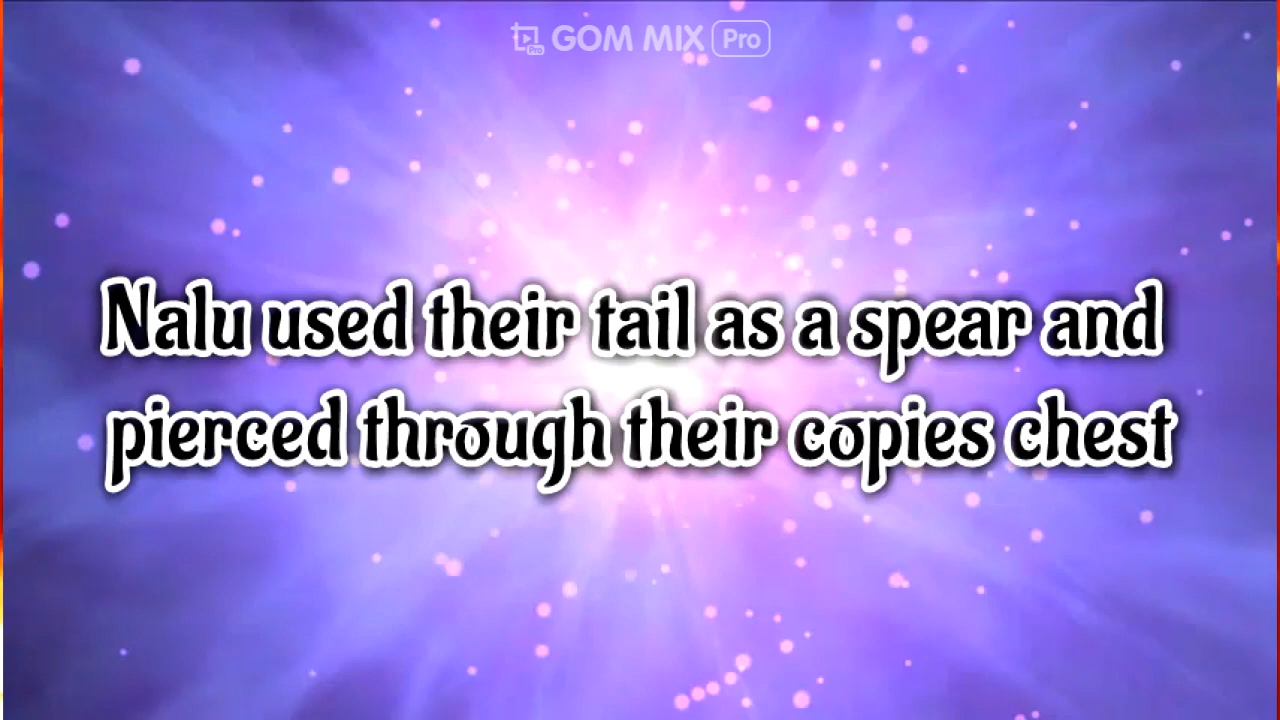 GOM MIX Pro
Nalu used their tail as a spear and
pierced through their copies chest